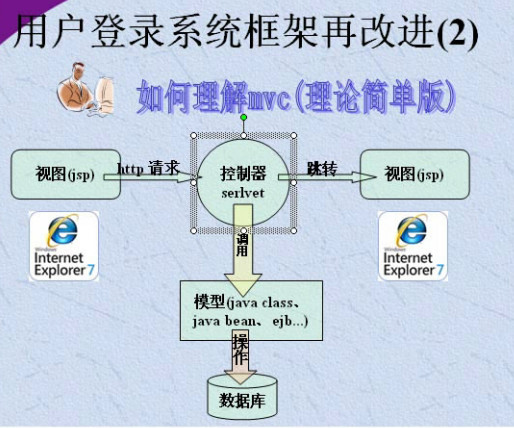 用户登录系统框架再改进(2)
如何理解mvc(理论简单版)
视图(jsp)
http 请求
控制器
serlvet
跳转
视图(jsp)
Windows
Internet
Explorer 7
调
用
Windows
Internet
Explorer 7
模型(java class、
java bean、ejb...)
操
作
数据库